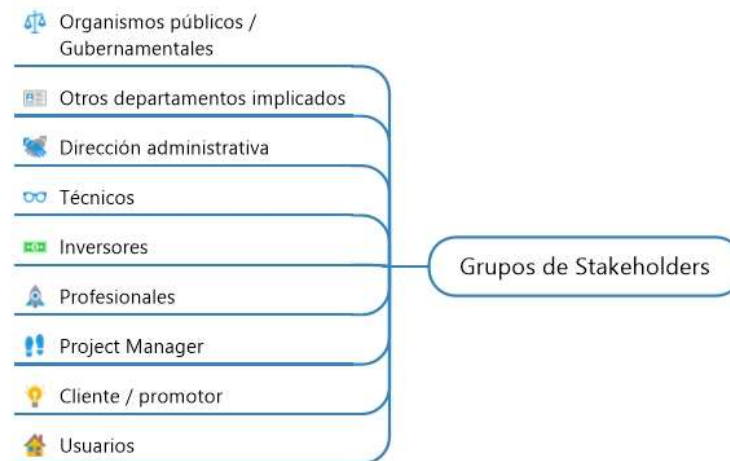 Organismos públicos /
Gubernamentales
Otros departamentos implicados
Dirección administrativa
Técnicos
Inversores
Profesionales
Project Manager
Cliente / promotor
Usuarios
Grupos de Stakeholders